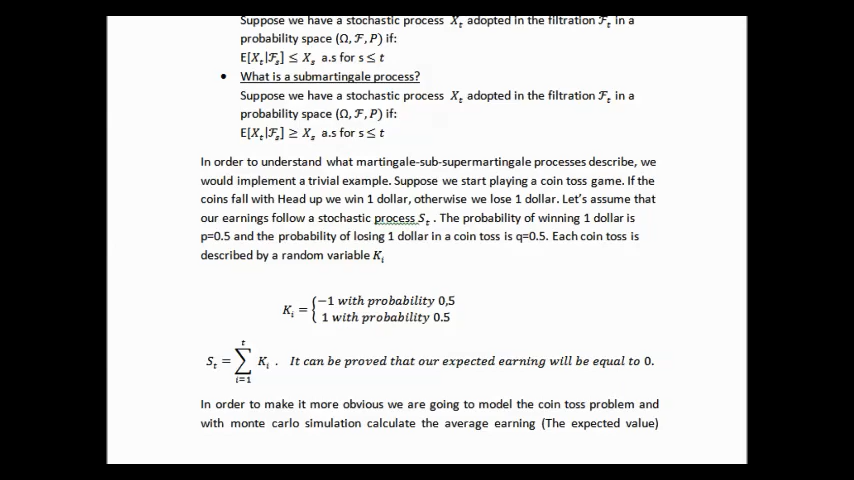 Suppose we have a stochastic process X_t adopted in the filtration ℱ_t in a
probability space (Ω, ℱ, P) if:
E[X_t|ℱ_s] ≤ X_s a.s for s ≤ t
• What is a submartingale process?
Suppose we have a stochastic process X_t adopted in the filtration ℱ_t in a
probability space (Ω, ℱ, P) if:
E[X_t|ℱ_s] ≥ X_s a.s for s ≤ t
In order to understand what martingale-sub-supermartingale processes describe, we
would implement a trivial example. Suppose we start playing a coin toss game. If the
coins fall with Head up we win 1 dollar, otherwise we lose 1 dollar. Let's assume that
our earnings follow a stochastic process S_t . The probability of winning 1 dollar is
p=0.5 and the probability of losing 1 dollar in a coin toss is q=0.5. Each coin toss is
described by a random variable K_i
K_i = { −1 with probability 0,5
1 with probability 0.5
S_t = ∑_{i=1}^{t} K_i . It can be proved that our expected earning will be equal to 0.
In order to make it more obvious we are going to model the coin toss problem and
with monte carlo simulation calculate the average earning (The expected value)